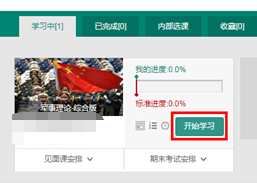 学习中[1] 已完成[0] 内部选课 收藏[0]
我的进度:0.0%
军事理论-综合版
标准进度:0.0%
开始学习
见面课安排 期末考试安排